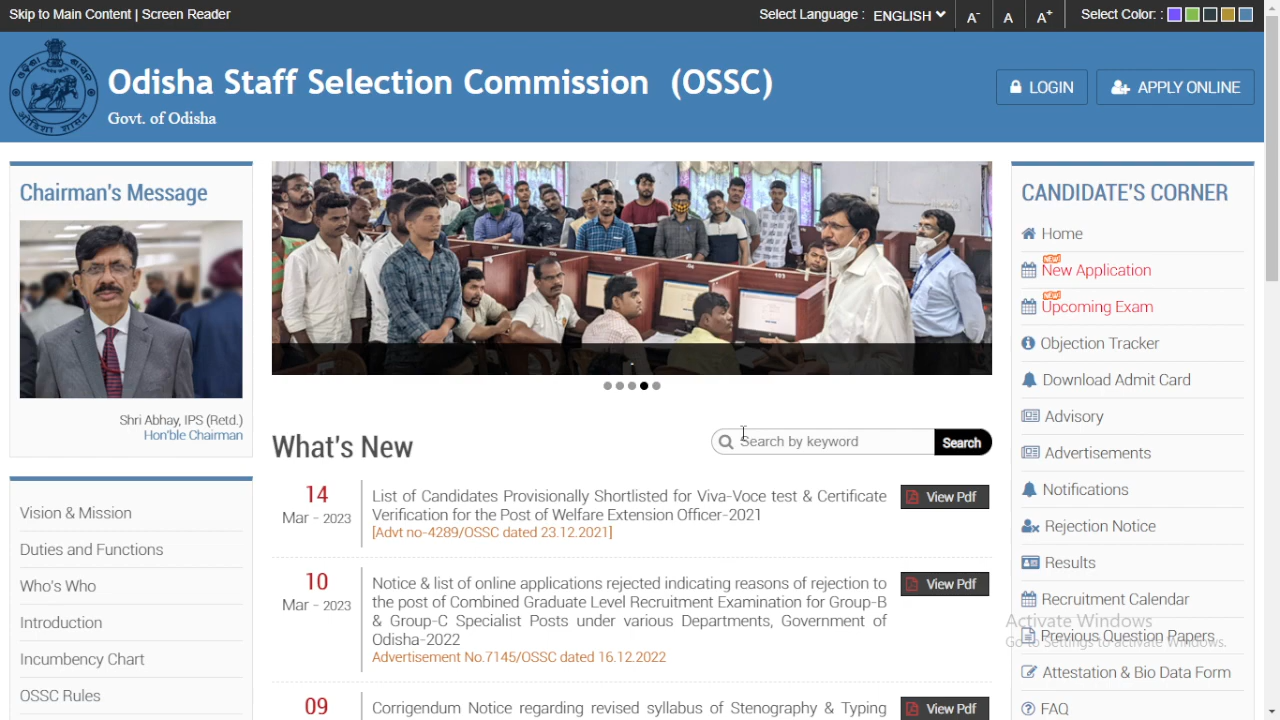 Skip to Main Content | Screen Reader
Select Language : ENGLISH A- A A+ Select Color: :
Odisha Staff Selection Commission (OSSC)
Govt. of Odisha
LOGIN
APPLY ONLINE
Chairman's Message
Shri Abhay, IPS (Retd.)
Hon'ble Chairman
Vision & Mission
Duties and Functions
Who's Who
Introduction
Incumbency Chart
OSSC Rules
What's New
Search by keyword
Search
14
Mar - 2023
List of Candidates Provisionally Shortlisted for Viva-Voce test & Certificate
Verification for the Post of Welfare Extension Officer-2021
[Advt no-4289/OSSC dated 23.12.2021]
View Pdf
10
Mar - 2023
Notice & list of online applications rejected indicating reasons of rejection to
the post of Combined Graduate Level Recruitment Examination for Group-B
& Group-C Specialist Posts under various Departments, Government of
Odisha-2022
Advertisement No.7145/OSSC dated 16.12.2022
View Pdf
09
Corrigendum Notice regarding revised syllabus of Stenography & Typing
View Pdf
CANDIDATE'S CORNER
Home
NEW!
New Application
NEW!
Upcoming Exam
Objection Tracker
Download Admit Card
Advisory
Advertisements
Notifications
Rejection Notice
Results
Recruitment Calendar
Activate Windows
Previous Question Papers
Go to Settings to activate Windows.
Attestation & Bio Data Form
FAQ